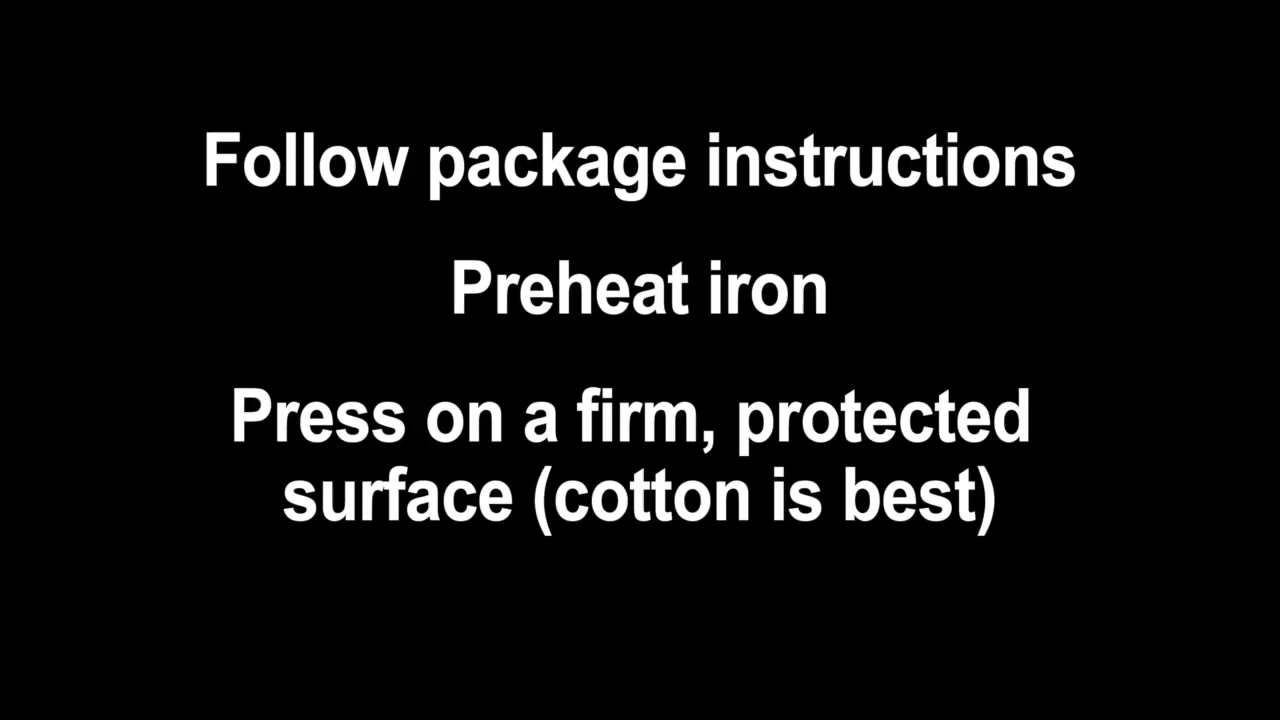 Follow package instructions
Preheat iron
Press on a firm, protected
surface (cotton is best)